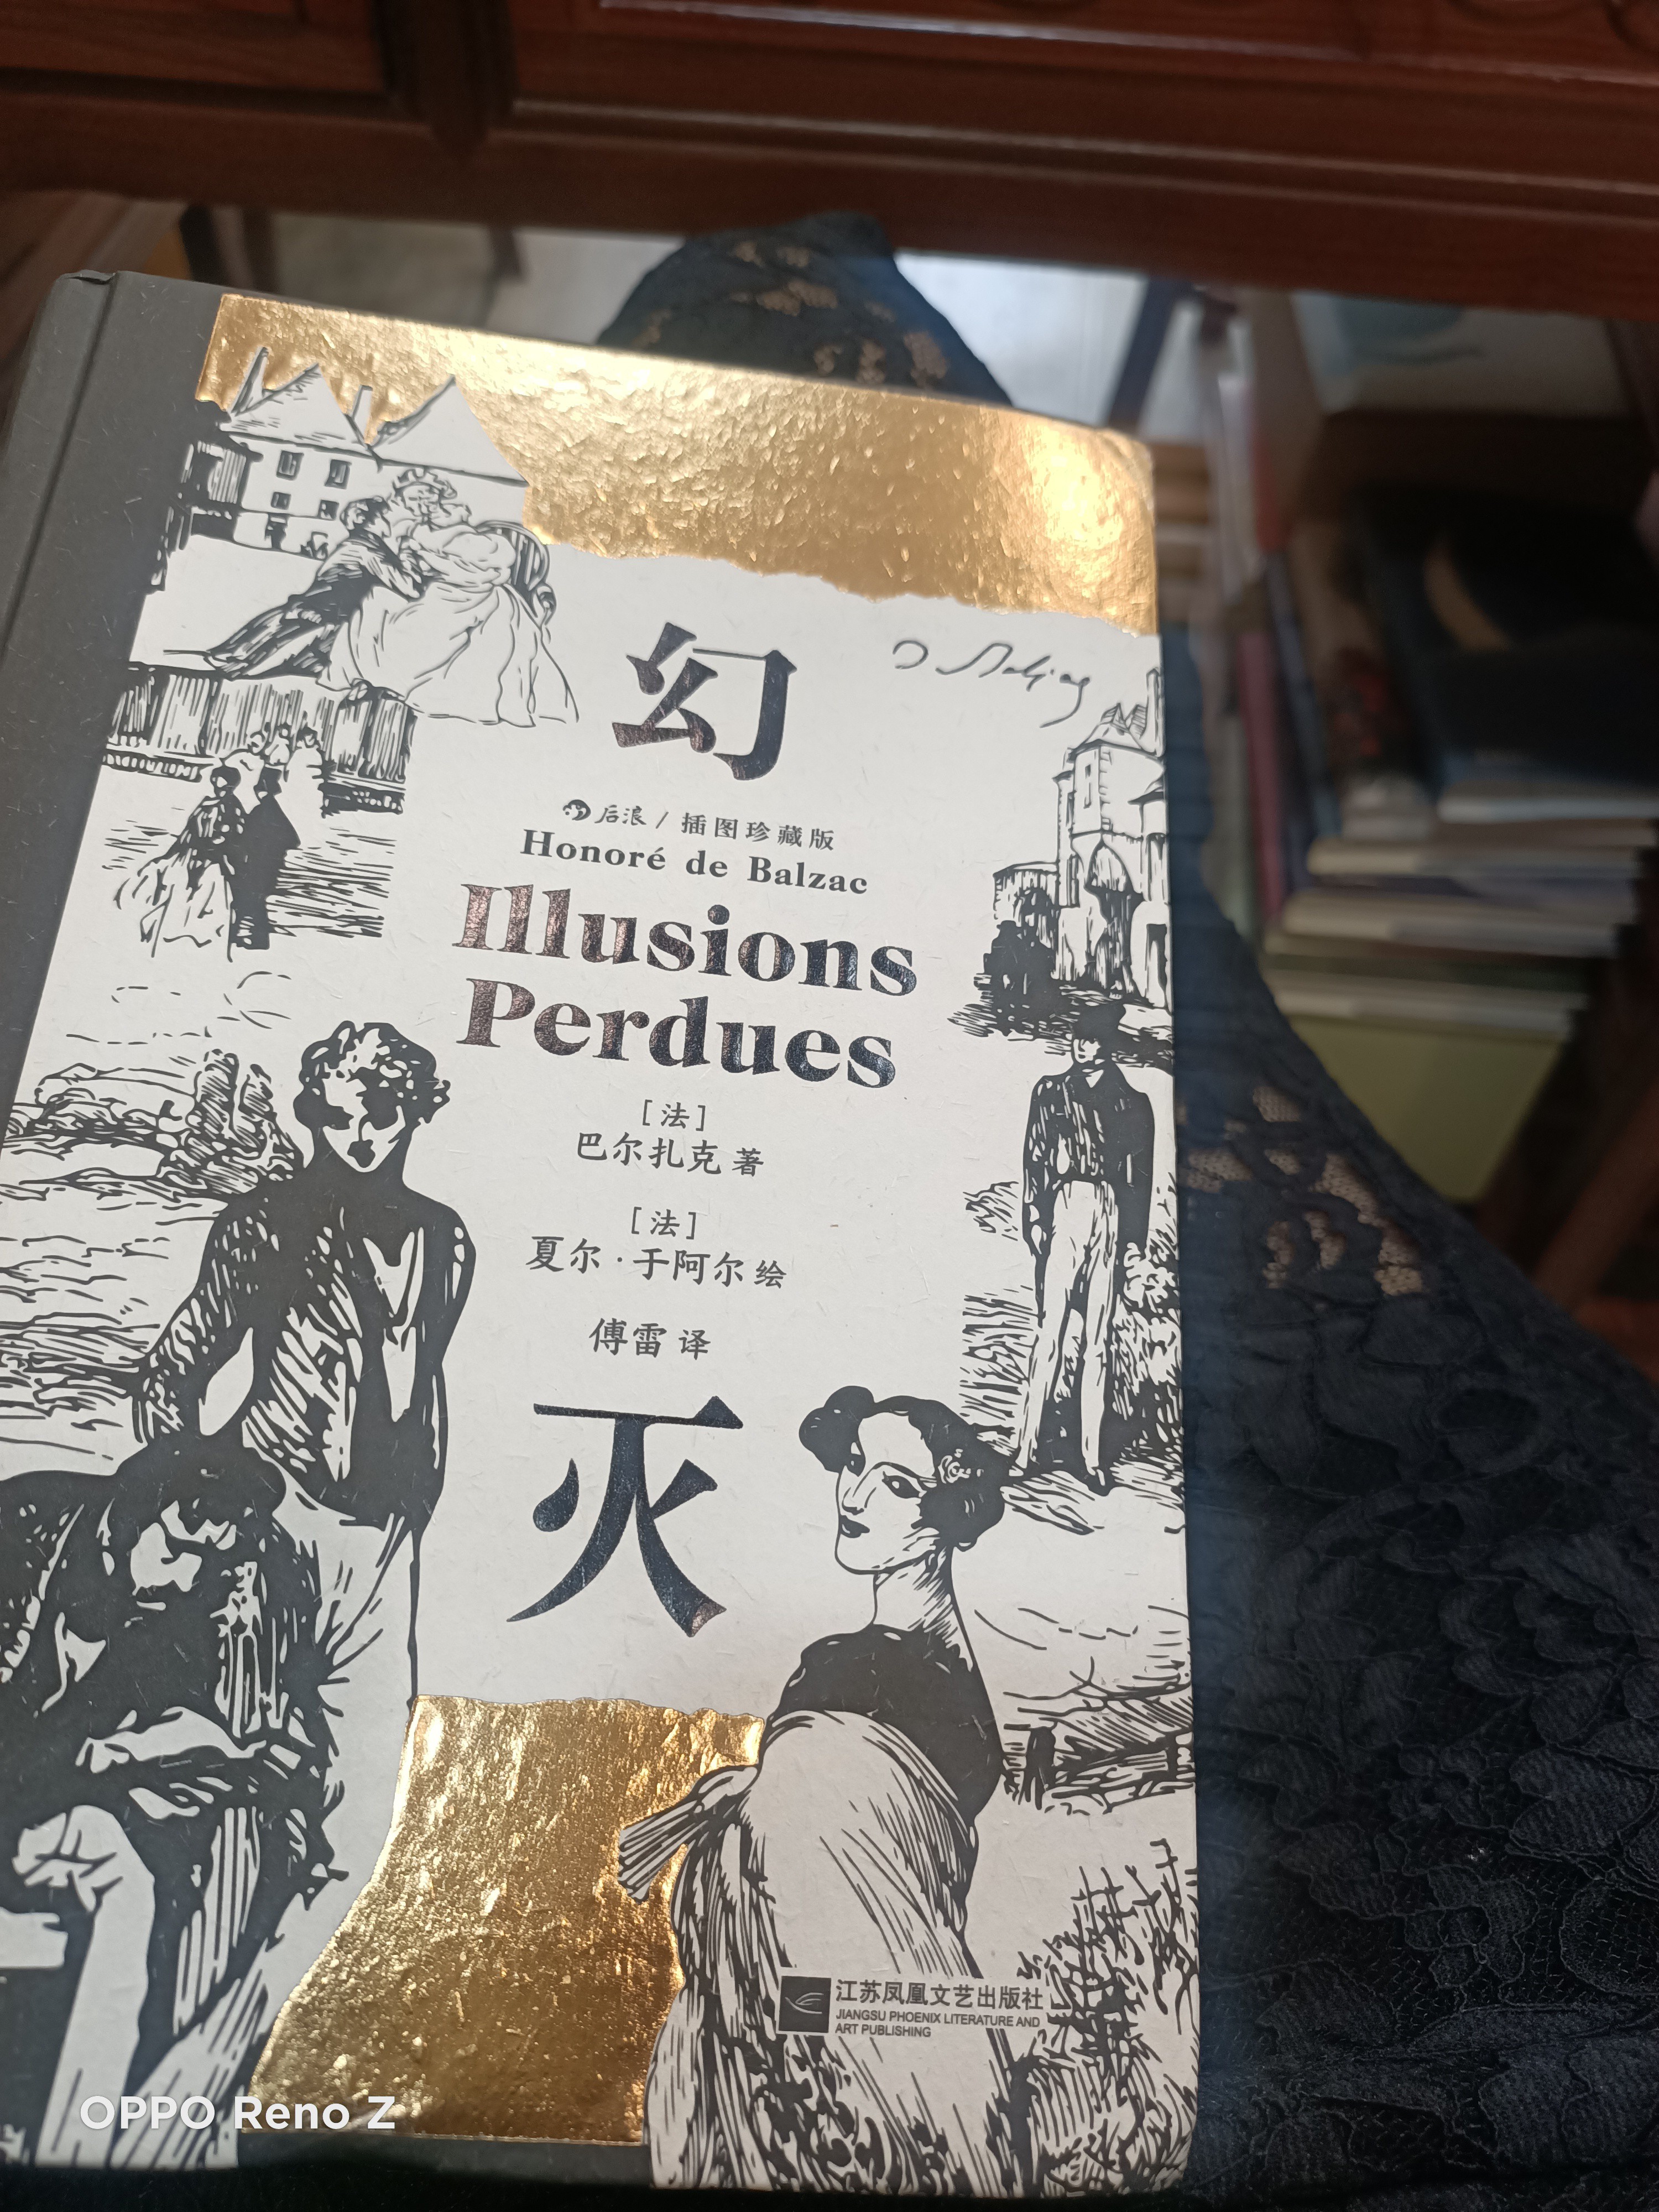 幻
后浪 / 插图珍藏版
Honoré de Balzac
Illusions
Perdues
[法]
巴尔扎克 著
[法]
夏尔·于阿尔 绘
傅雷 译
灭
江苏凤凰文艺出版社
JIANGSU PHOENIX LITERATURE AND
ART PUBLISHING
OPPO Reno Z